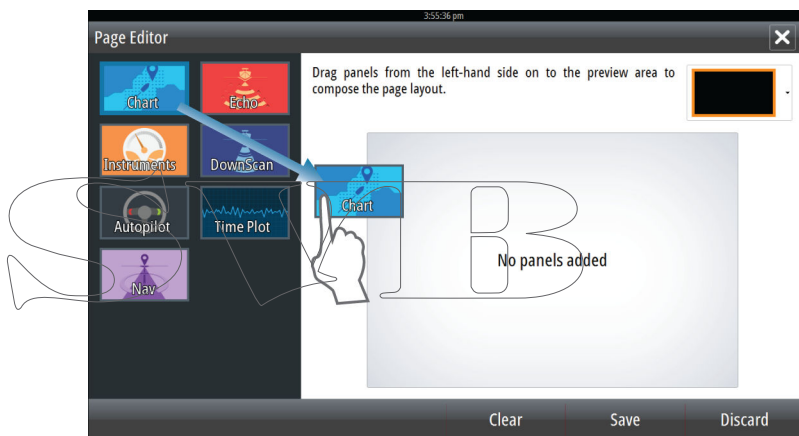 3:55:36 pm
Page Editor
Drag panels from the left-hand side on to the preview area to
compose the page layout.
Chart
Echo
Instruments
DownScan
Autopilot
Time Plot
Nav
Chart
No panels added
Clear
Save
Discard